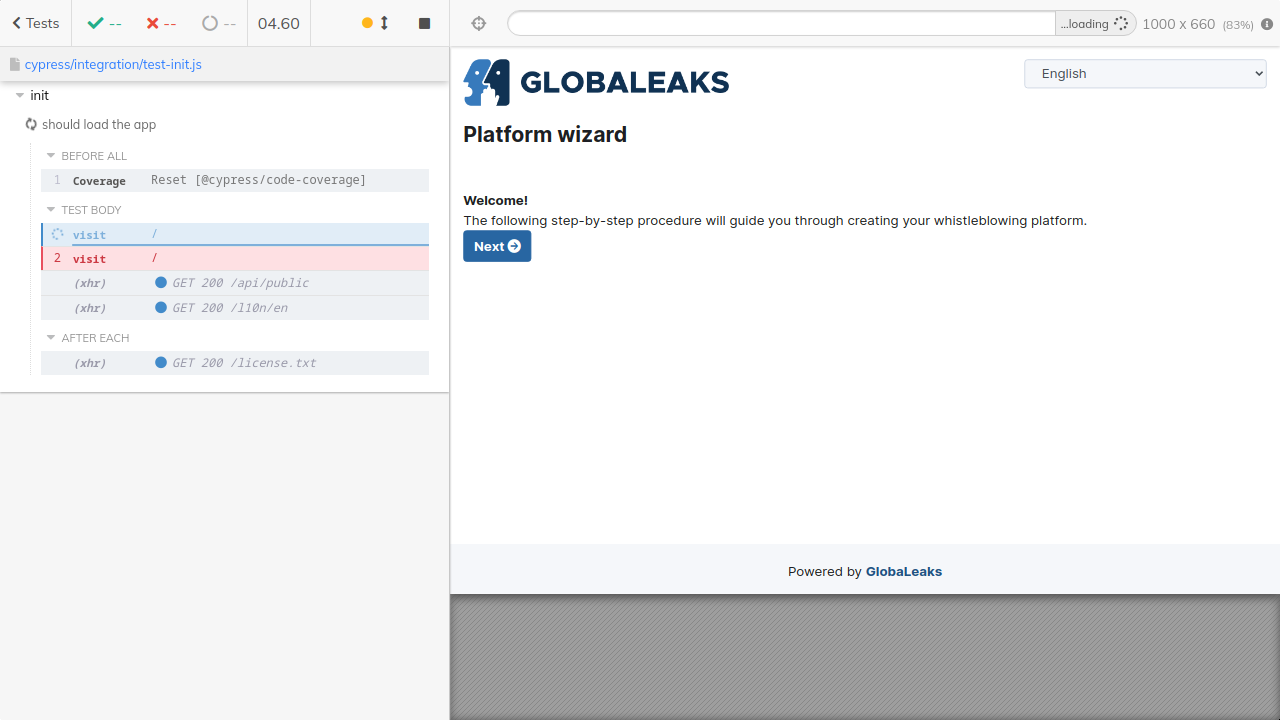 Tests -- -- -- 04.60
...loading 1000 x 660 (83%)
cypress/integration/test-init.js
init
should load the app
BEFORE ALL
1 Coverage Reset [@cypress/code-coverage]
TEST BODY
visit /
2 visit /
(xhr) GET 200 /api/public
(xhr) GET 200 /l10n/en
AFTER EACH
(xhr) GET 200 /license.txt
GLOBALEAKS
English
Platform wizard
Welcome!
The following step-by-step procedure will guide you through creating your whistleblowing platform.
Next
Powered by GlobaLeaks